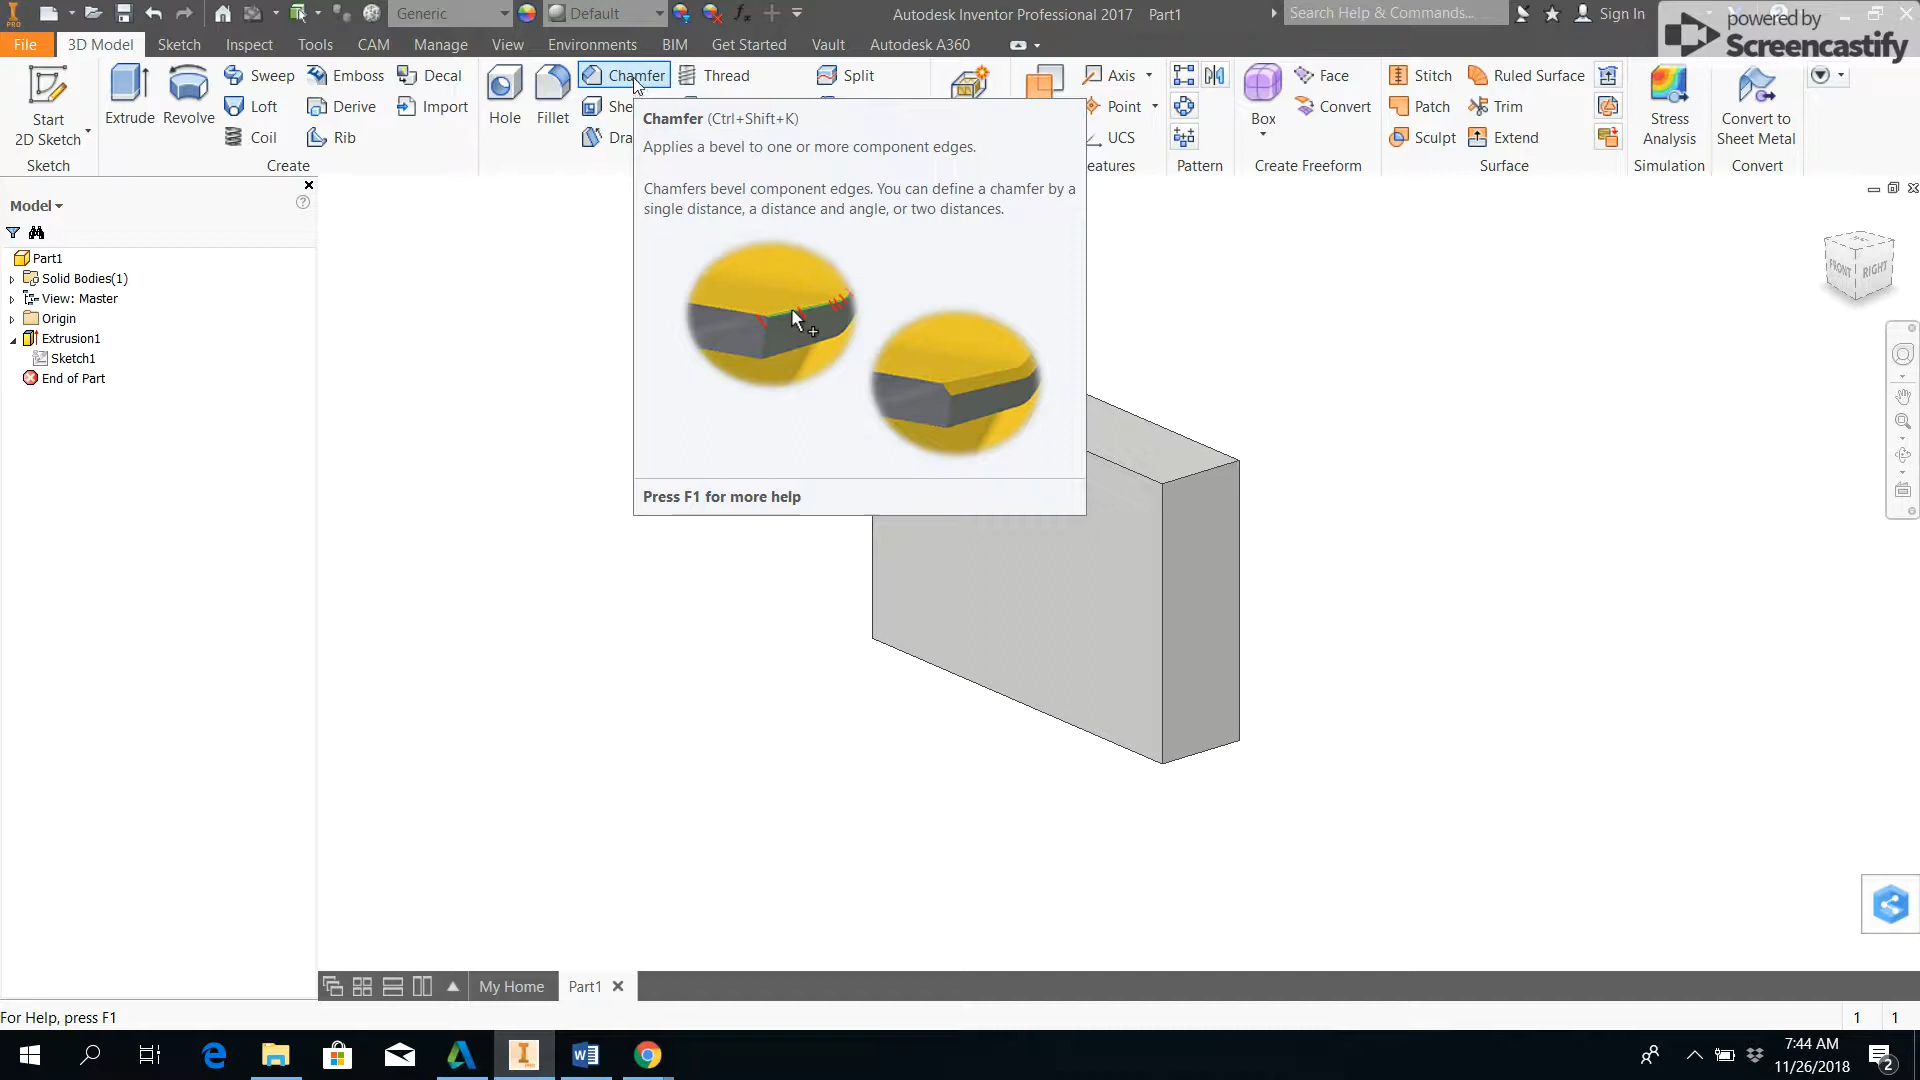 PRO
Generic
Default
Autodesk Inventor Professional 2017 Part1
Search Help & Commands...
Sign In
powered by
Screencastify
File
3D Model
Sketch
Inspect
Tools
CAM
Manage
View
Environments
BIM
Get Started
Vault
Autodesk A360
Start
2D Sketch
Sketch
Extrude
Revolve
Sweep
Emboss
Decal
Loft
Derive
Import
Coil
Rib
Create
Hole
Fillet
Chamfer
Thread
Split
She
Dra
Axis
Point
UCS
eatures
Pattern
Box
Face
Convert
Create Freeform
Stitch
Ruled Surface
Patch
Trim
Sculpt
Extend
Surface
Stress
Analysis
Simulation
Convert to
Sheet Metal
Convert
Chamfer (Ctrl+Shift+K)
Applies a bevel to one or more component edges.
Chamfers bevel component edges. You can define a chamfer by a
single distance, a distance and angle, or two distances.
Press F1 for more help
Model
Part1
Solid Bodies(1)
View: Master
Origin
Extrusion1
Sketch1
End of Part
FRONT
RIGHT
My Home
Part1
For Help, press F1
1
1
7:44 AM
11/26/2018
2